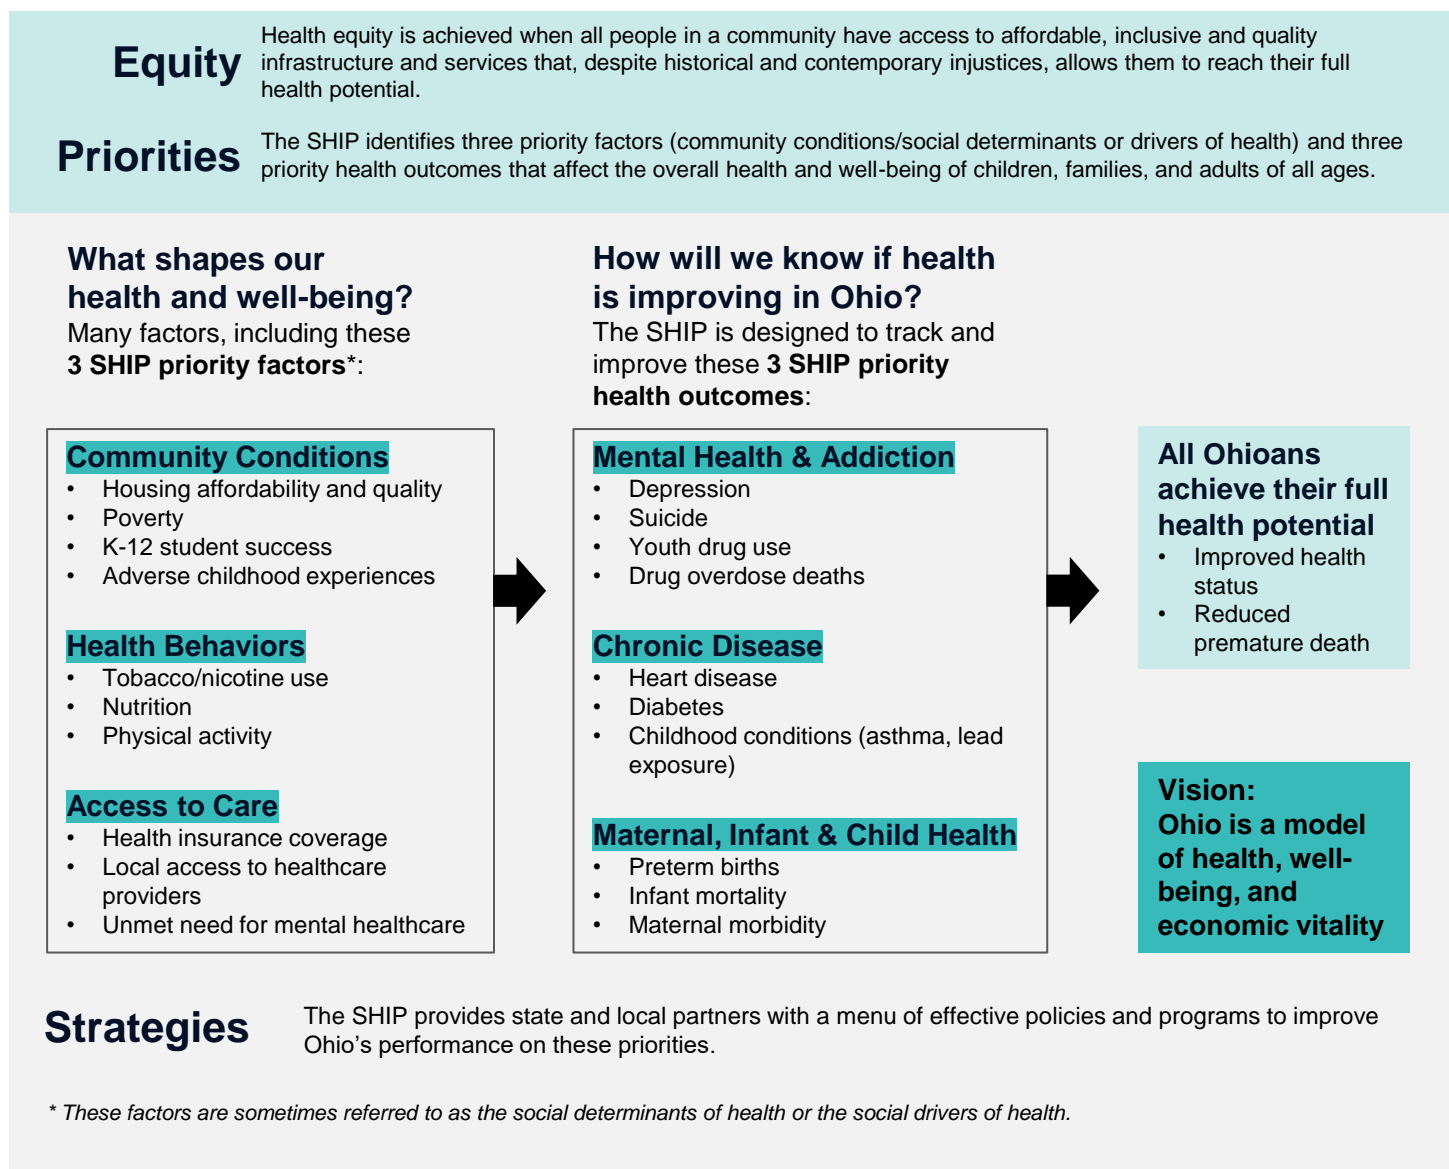 Equity
Health equity is achieved when all people in a community have access to affordable, inclusive and quality
infrastructure and services that, despite historical and contemporary injustices, allows them to reach their full
health potential.
Priorities
The SHIP identifies three priority factors (community conditions/social determinants or drivers of health) and three
priority health outcomes that affect the overall health and well-being of children, families, and adults of all ages.
What shapes our
health and well-being?
Many factors, including these
3 SHIP priority factors*:
Community Conditions
• Housing affordability and quality
• Poverty
• K-12 student success
• Adverse childhood experiences
Health Behaviors
• Tobacco/nicotine use
• Nutrition
• Physical activity
Access to Care
• Health insurance coverage
• Local access to healthcare
providers
• Unmet need for mental healthcare
How will we know if health
is improving in Ohio?
The SHIP is designed to track and
improve these 3 SHIP priority
health outcomes:
Mental Health & Addiction
• Depression
• Suicide
• Youth drug use
• Drug overdose deaths
Chronic Disease
• Heart disease
• Diabetes
• Childhood conditions (asthma, lead
exposure)
Maternal, Infant & Child Health
• Preterm births
• Infant mortality
• Maternal morbidity
All Ohioans
achieve their full
health potential
• Improved health
status
• Reduced
premature death
Vision:
Ohio is a model
of health, well-
being, and
economic vitality
Strategies
The SHIP provides state and local partners with a menu of effective policies and programs to improve
Ohio’s performance on these priorities.
* These factors are sometimes referred to as the social determinants of health or the social drivers of health.